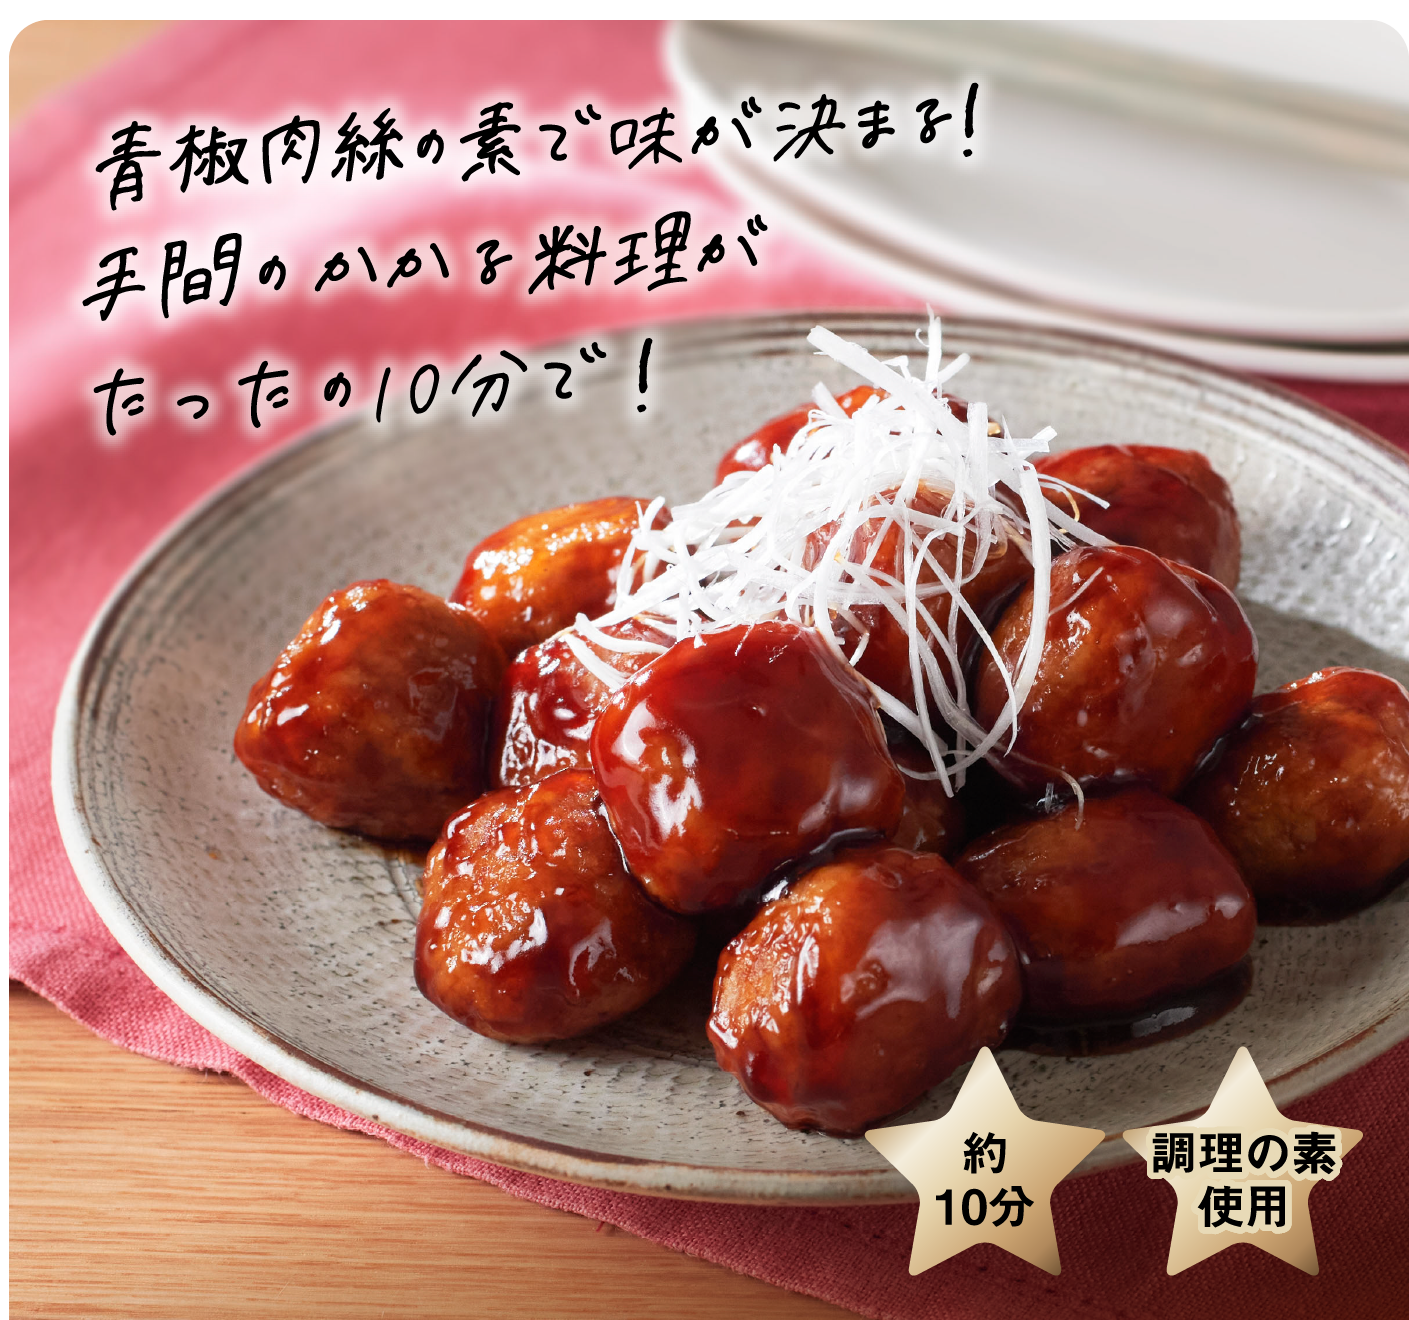 青椒肉絲の素で味が決まる!
手間のかかる料理が
たったの10分で!
約
10分
調理の素
使用